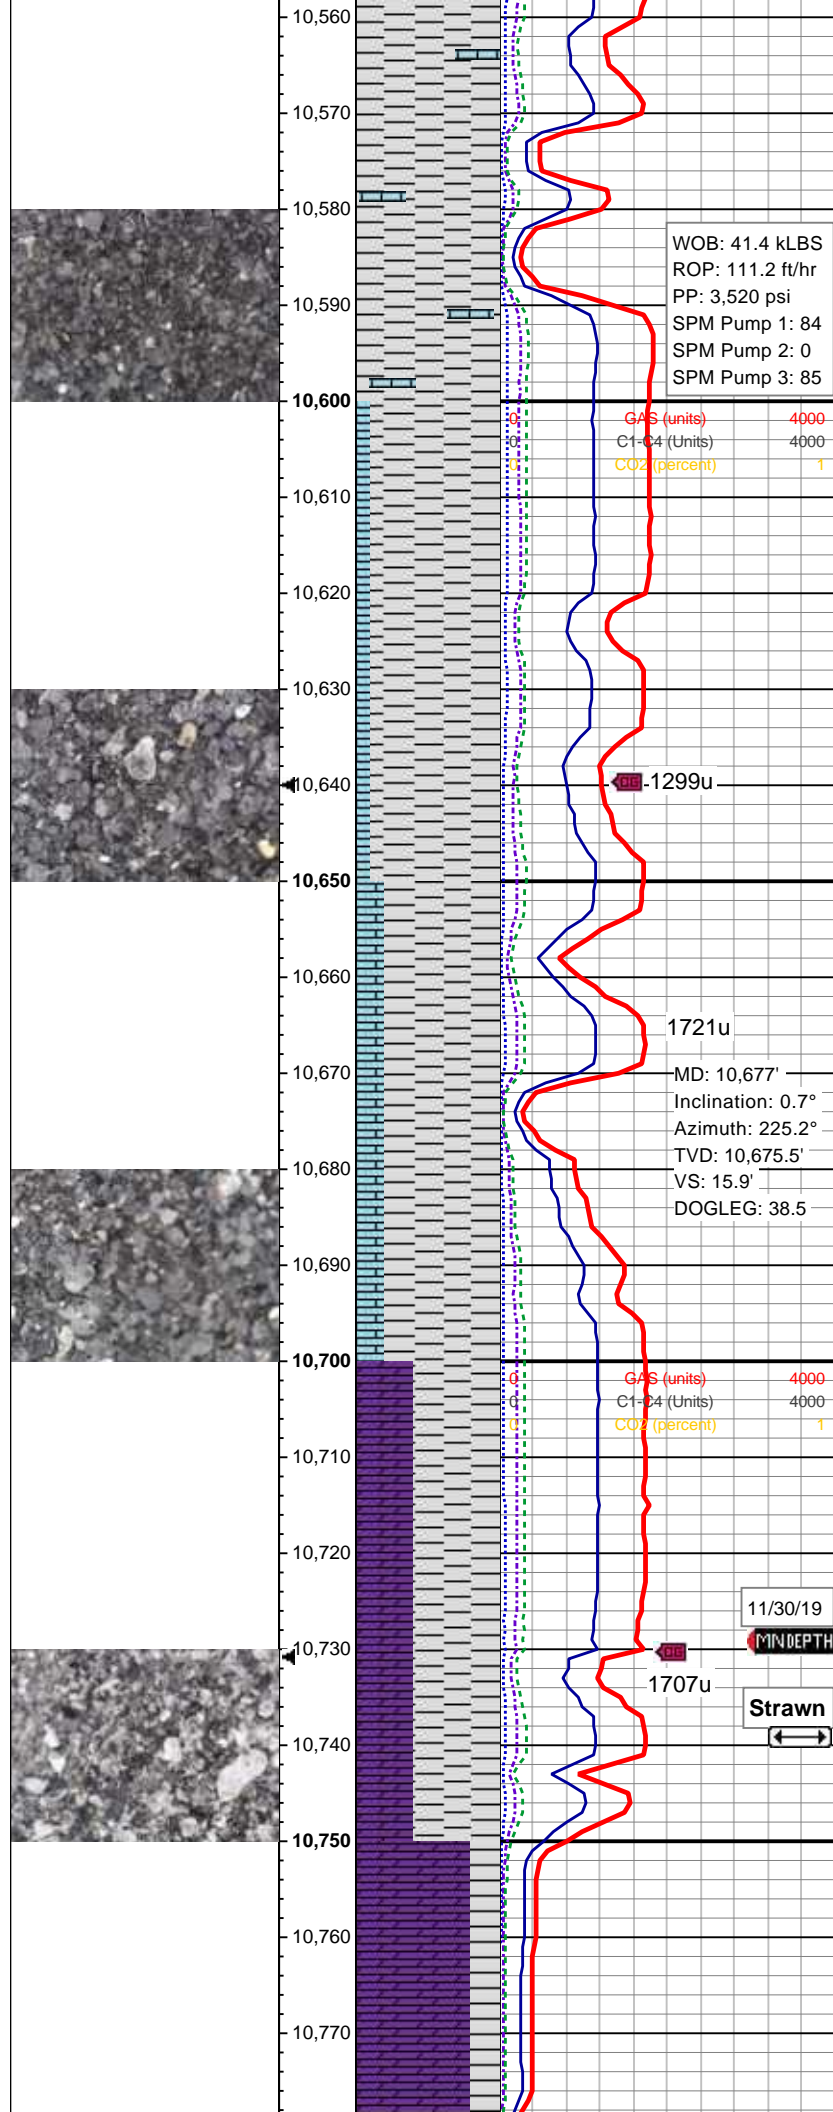 10,560
10,570
10,580
WOB: 41.4 kLBS
ROP: 111.2 ft/hr
PP: 3,520 psi
SPM Pump 1: 84
SPM Pump 2: 0
SPM Pump 3: 85
10,590
10,600
0 GAS (units) 4000
0 C1-C4 (Units) 4000
0 CO2 (percent) 1
10,610
10,620
10,630
10,640
DG 1299u
10,650
10,660
1721u
10,670
MD: 10,677'
Inclination: 0.7°
Azimuth: 225.2°
TVD: 10,675.5'
VS: 15.9'
DOGLEG: 38.5
10,680
10,690
10,700
0 GAS (units) 4000
0 C1-C4 (Units) 4000
0 CO2 (percent) 1
10,710
10,720
11/30/19
10,730
DG
MNDEPTH
1707u
Strawn
10,740
10,750
10,760
10,770